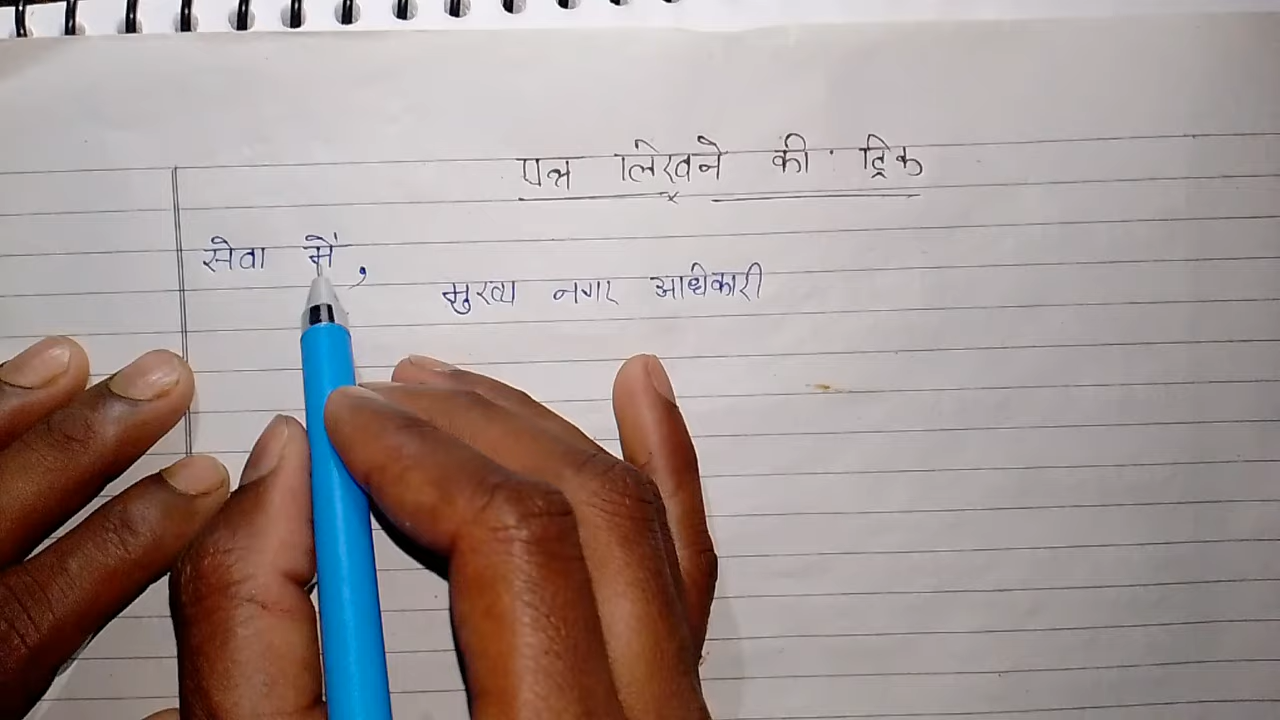 पत्र लिखने की ट्रिक
सेवा में,
मुख्य नगर अधिकारी